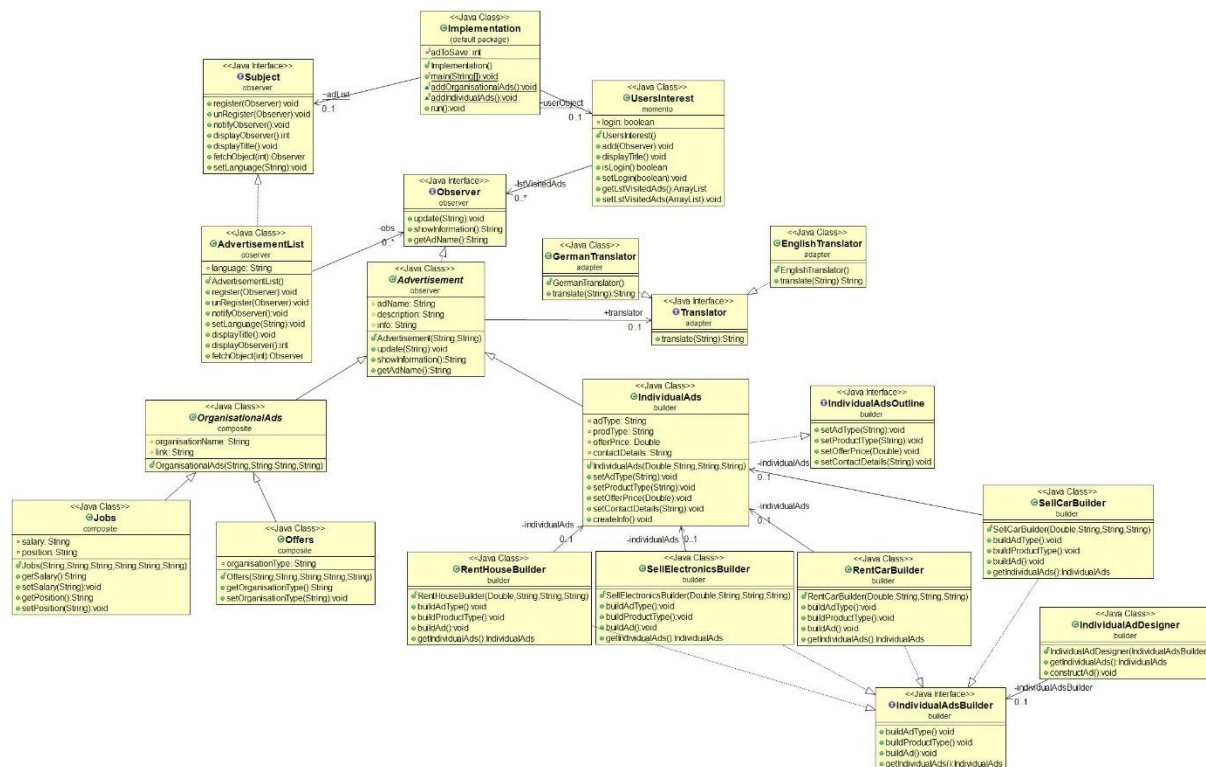 <<Java Class>>
Implementation
(default package)
adToSave: int
Implementation()
main(String[]):void
addOrganisationalAds():void
addIndividualAds():void
run():void
<<Java Interface>>
Subject
observer
register(Observer):void
unRegister(Observer):void
notifyObserver():void
displayObserver():int
displayTitle():void
fetchObject(int):Observer
setLanguage(String):void
~adList
0..1
~userObject
0..1
<<Java Class>>
UsersInterest
momento
login: boolean
UsersInterest()
add(Observer):void
displayTitle():void
isLogin():boolean
setLogin(boolean):void
getLstVisitedAds():ArrayList
setLstVisitedAds(ArrayList):void
-lstVisitedAds
0..*
<<Java Interface>>
Observer
observer
update(String):void
showInformation():String
getAdName():String
-obs
0..*
<<Java Class>>
AdvertisementList
observer
language: String
AdvertisementList()
register(Observer):void
unRegister(Observer):void
notifyObserver():void
setLanguage(String):void
displayTitle():void
displayObserver():int
fetchObject(int):Observer
<<Java Class>>
Advertisement
observer
adName: String
description: String
info: String
Advertisement(String,String)
update(String):void
showInformation():String
getAdName():String
<<Java Class>>
GermanTranslator
adapter
GermanTranslator()
translate(String):String
<<Java Class>>
EnglishTranslator
adapter
EnglishTranslator()
translate(String):String
+translator
0..1
<<Java Interface>>
Translator
adapter
translate(String):String
<<Java Class>>
OrganisationalAds
composite
organisationName: String
link: String
OrganisationalAds(String,String,String,String)
<<Java Class>>
IndividualAds
builder
adType: String
prodType: String
offerPrice: Double
contactDetails: String
IndividualAds(Double,String,String,String)
setAdType(String):void
setProductType(String):void
setOfferPrice(Double):void
setContactDetails(String):void
createInfo():void
<<Java Interface>>
IndividualAdsOutline
builder
setAdType(String):void
setProductType(String):void
setOfferPrice(Double):void
setContactDetails(String):void
-individualAds
0..1
-individualAds
0..1
-individualAds
0..1
-individualAds
0..1
<<Java Class>>
Jobs
composite
salary: String
position: String
Jobs(String,String,String,String,String,String)
getSalary():String
setSalary(String):void
getPosition():String
setPosition(String):void
<<Java Class>>
Offers
composite
organisationType: String
Offers(String,String,String,String,String)
getOrganisationType():String
setOrganisationType(String):void
<<Java Class>>
RentHouseBuilder
builder
RentHouseBuilder(Double,String,String,String)
buildAdType():void
buildProductType():void
buildAd():void
getIndividualAds():IndividualAds
<<Java Class>>
SellElectronicsBuilder
builder
SellElectronicsBuilder(Double,String,String,String)
buildAdType():void
buildProductType():void
buildAd():void
getIndividualAds():IndividualAds
<<Java Class>>
RentCarBuilder
builder
RentCarBuilder(Double,String,String,String)
buildAdType():void
buildProductType():void
buildAd():void
getIndividualAds():IndividualAds
<<Java Class>>
SellCarBuilder
builder
SellCarBuilder(Double,String,String,String)
buildAdType():void
buildProductType():void
buildAd():void
getIndividualAds():IndividualAds
<<Java Class>>
IndividualAdDesigner
builder
IndividualAdDesigner(IndividualAdsBuilder
getIndividualAds():IndividualAds
constructAd():void
-individualAdsBuilder
0..1
<<Java Interface>>
IndividualAdsBuilder
builder
buildAdType():void
buildProductType():void
buildAd():void
getIndividualAds():IndividualAds